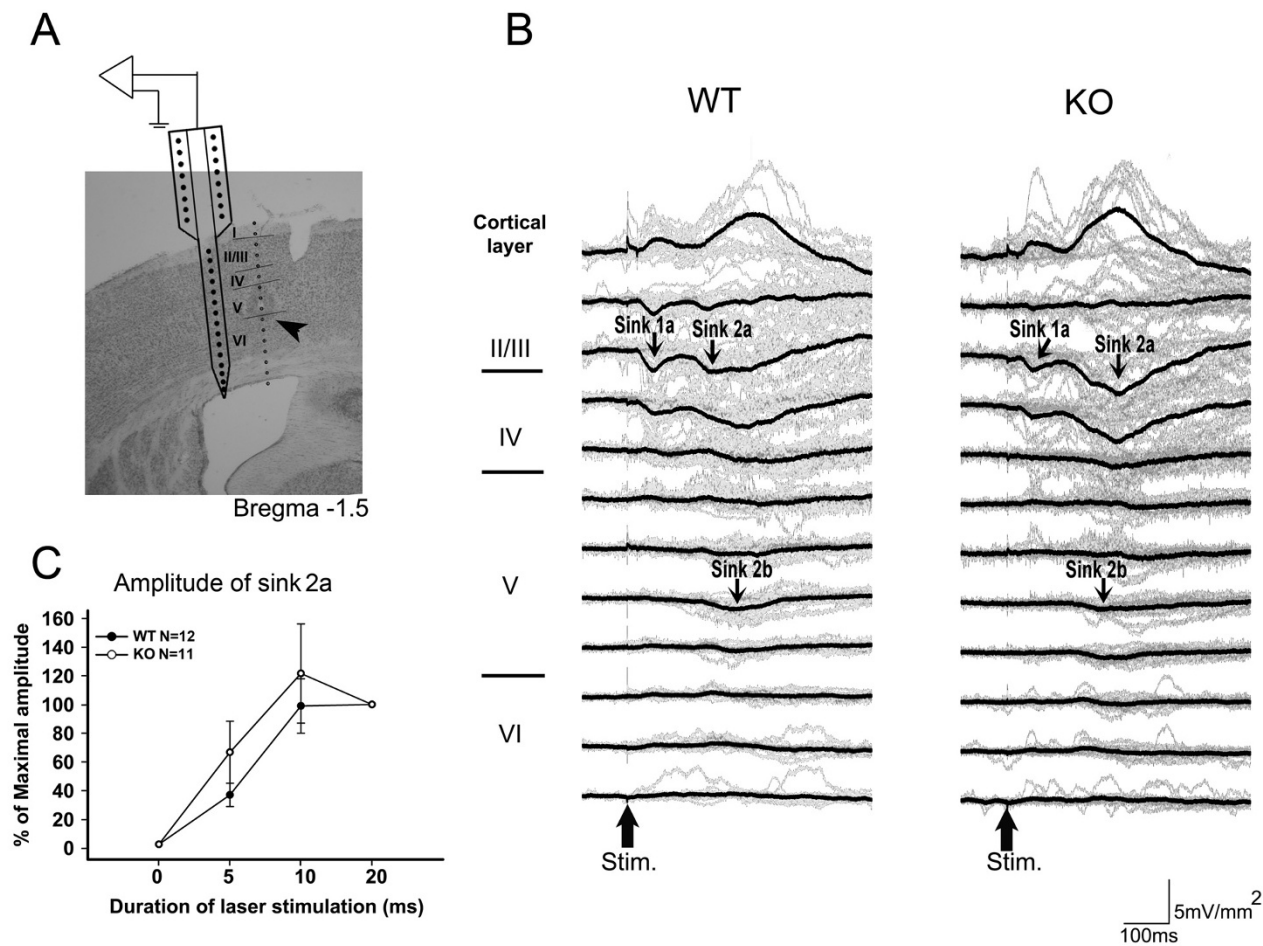 A
I
II/III
IV
V
VI
Bregma -1.5
B
WT
KO
Cortical
layer
II/III
IV
V
VI
Sink 1a
Sink 2a
Sink 2b
Stim.
Sink 1a
Sink 2a
Sink 2b
Stim.
5mV/mm2
100ms
C
Amplitude of sink 2a
WT N=12
KO N=11
% of Maximal amplitude
160
140
120
100
80
60
40
20
0
0 5 10 20
Duration of laser stimulation (ms)